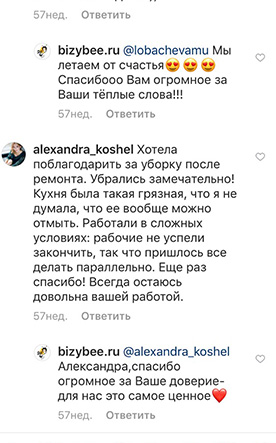 57нед. Ответить
bizybee.ru @lobachevamu Мы
летаем от счастья😍😍😍
Спасибооо Вам огромное за
Ваши тёплые слова!!!
57нед. Ответить
alexandra_koshel Хотела
поблагодарить за уборку после
ремонта. Убрались замечательно!
Кухня была такая грязная, что я не
думала, что ее вообще можно
отмыть. Работали в сложных
условиях: рабочие не успели
закончить, так что пришлось все
делать параллельно. Еще раз
спасибо! Всегда остаюсь
довольна вашей работой.
57нед. Ответить
bizybee.ru @alexandra_koshel
Александра,спасибо
огромное за Ваше доверие-
для нас это самое ценное❤
57нед. Ответить